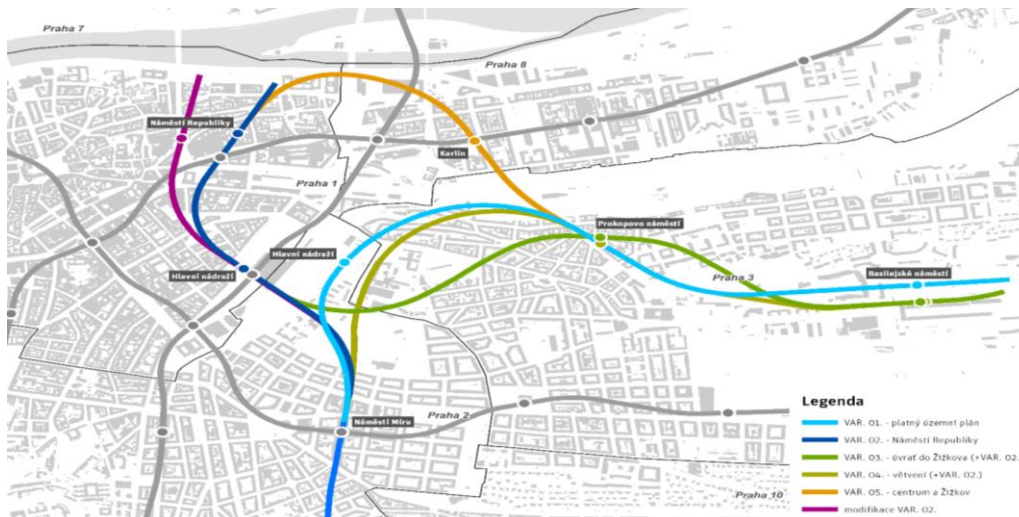 Praha 7
Praha 8
Náměstí Republiky
Karlín
Praha 1
Prokopovo náměstí
Hlavní nádraží
Hlavní nádraží
Praha 3
Basilejské náměstí
Praha 2
Náměstí Míru
Praha 10
Legenda
VAR. 01. - platný územní plán
VAR. 02. - Náměstí Republiky
VAR. 03. - úvrať do Žižkova (+VAR. 02.
VAR. 04. - větvení (+VAR. 02.)
VAR. 05. - centrum a Žižkov
modifikace VAR. 02.